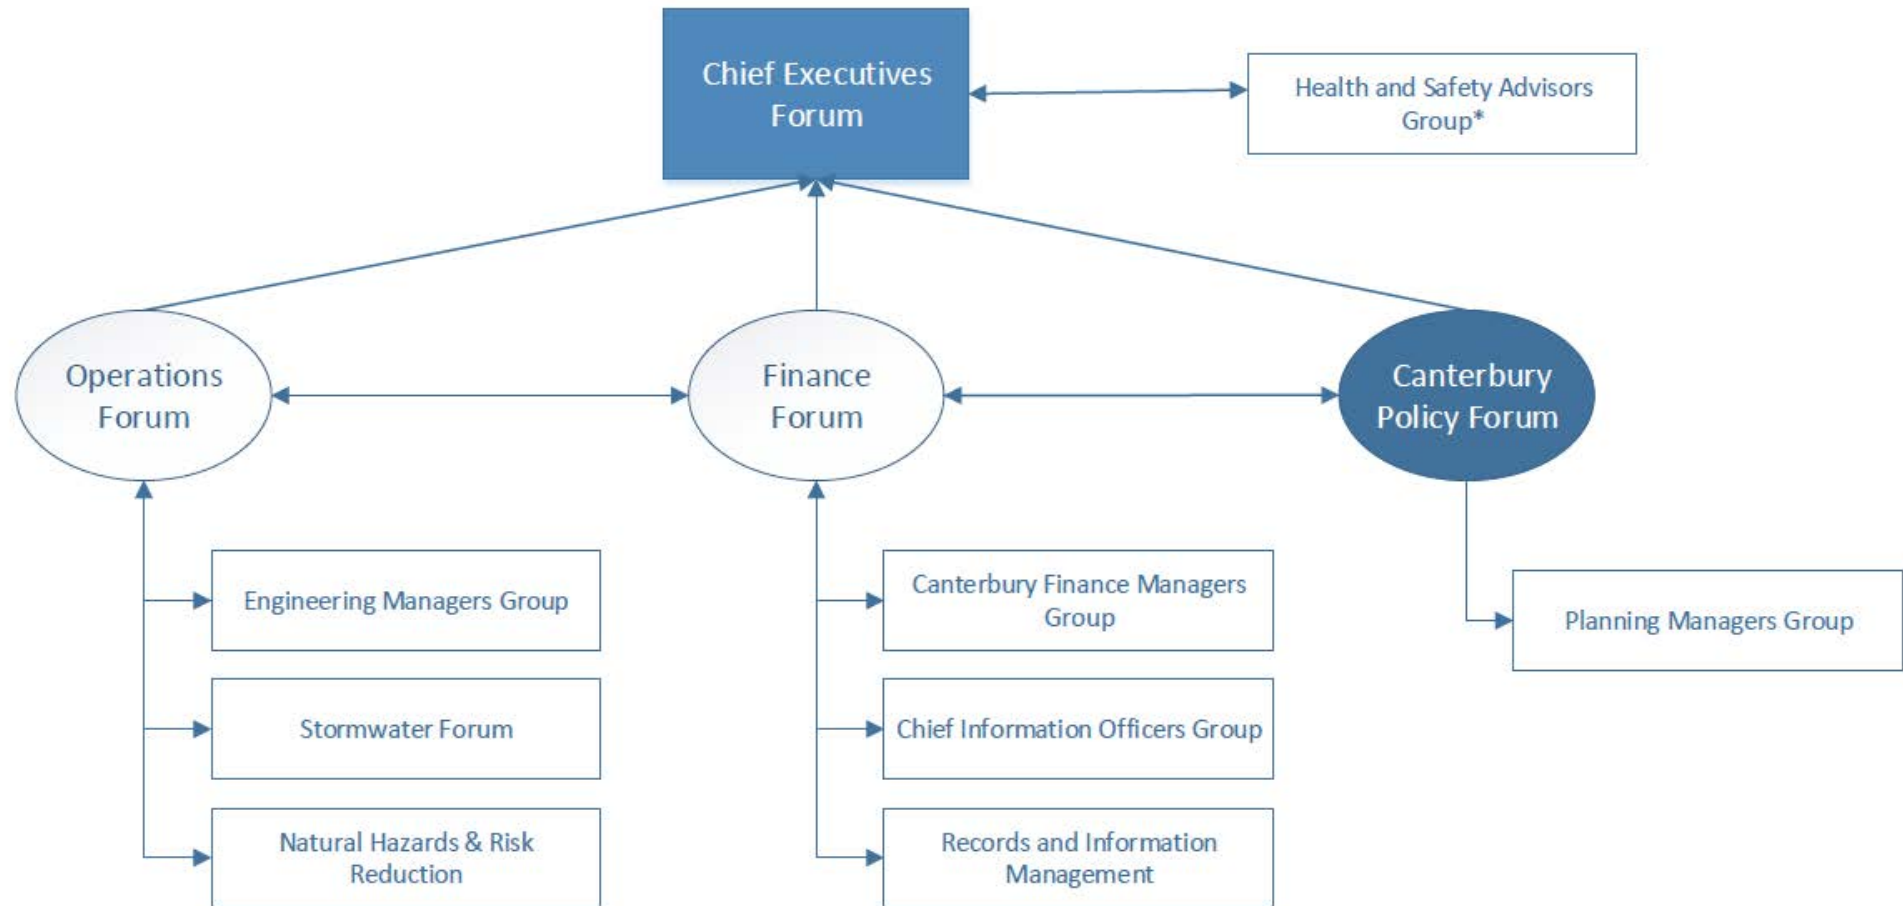 Chief Executives
Forum
Health and Safety Advisors
Group*
Operations
Forum
Finance
Forum
Canterbury
Policy Forum
Engineering Managers Group
Stormwater Forum
Natural Hazards & Risk
Reduction
Canterbury Finance Managers
Group
Chief Information Officers Group
Records and Information
Management
Planning Managers Group